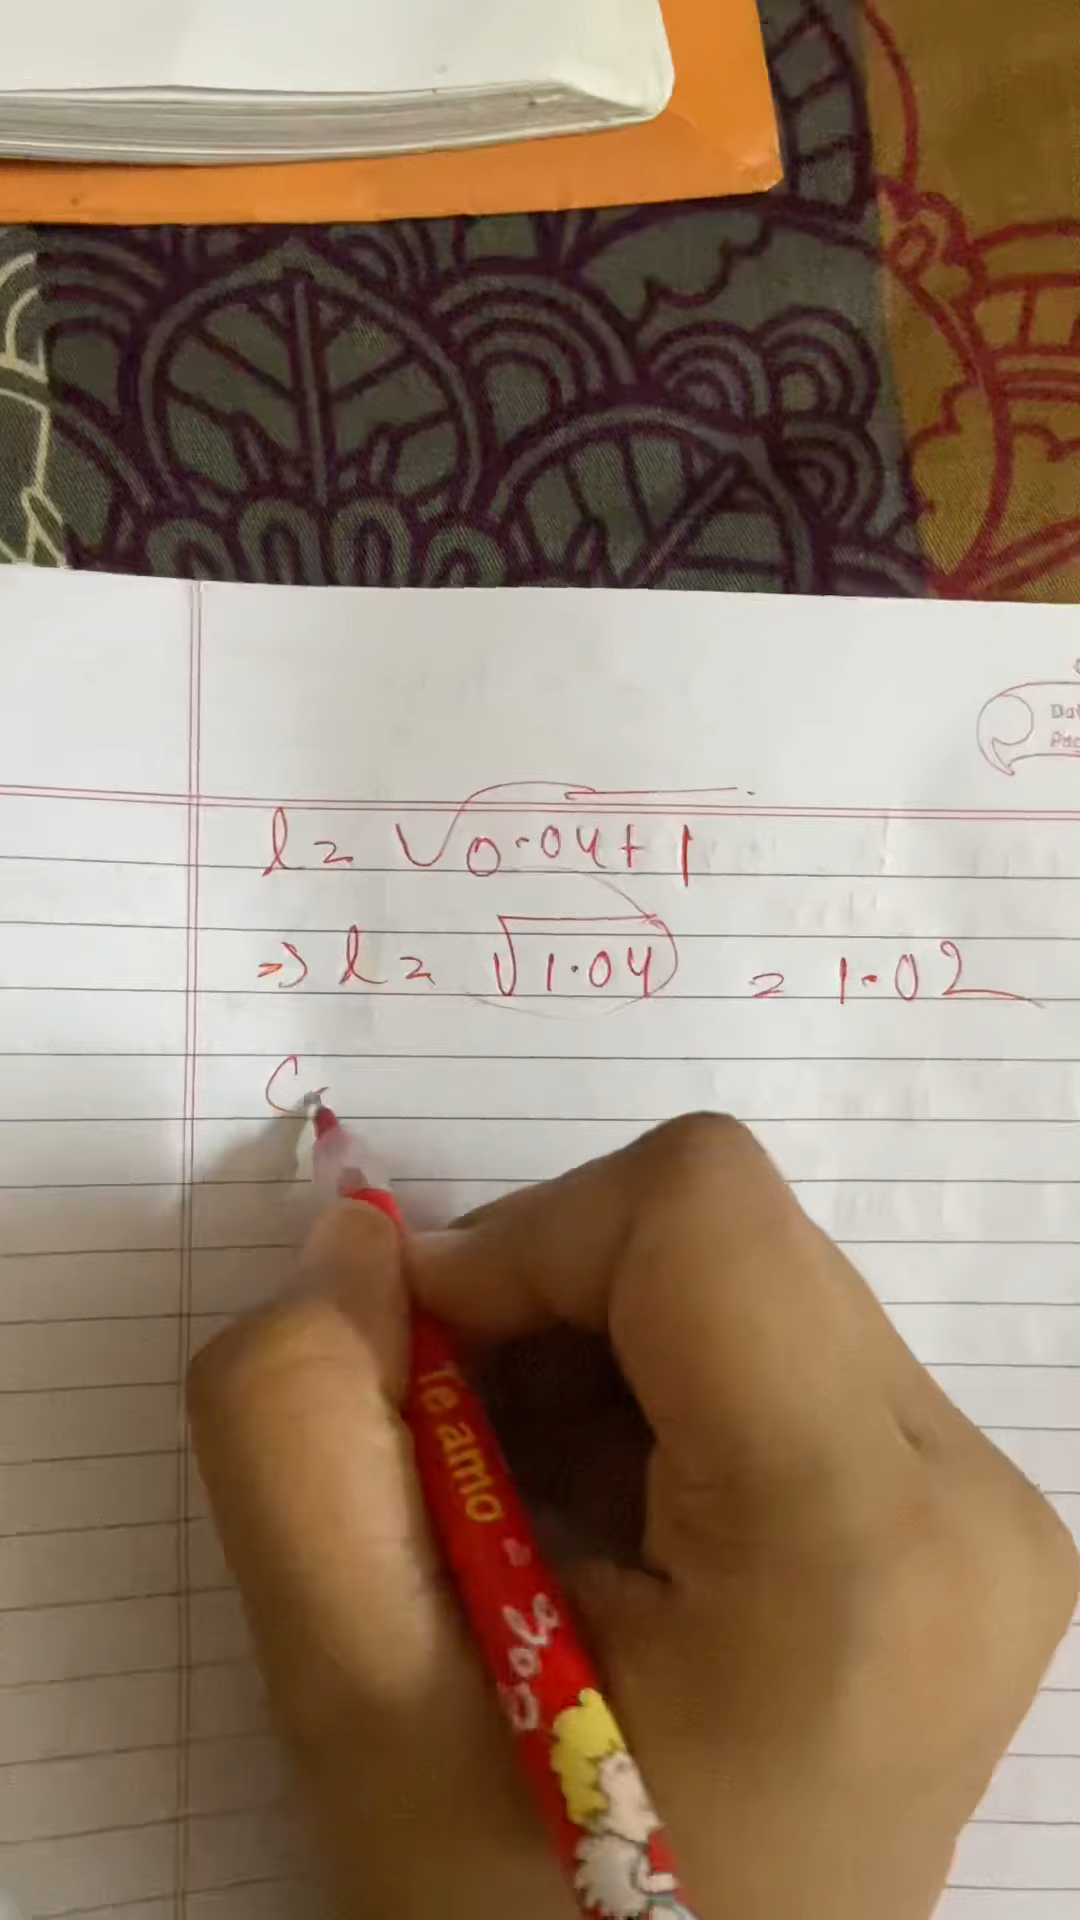 l = √0.04+1
⇒ l = √1.04 = 1.02
C
Te amo =